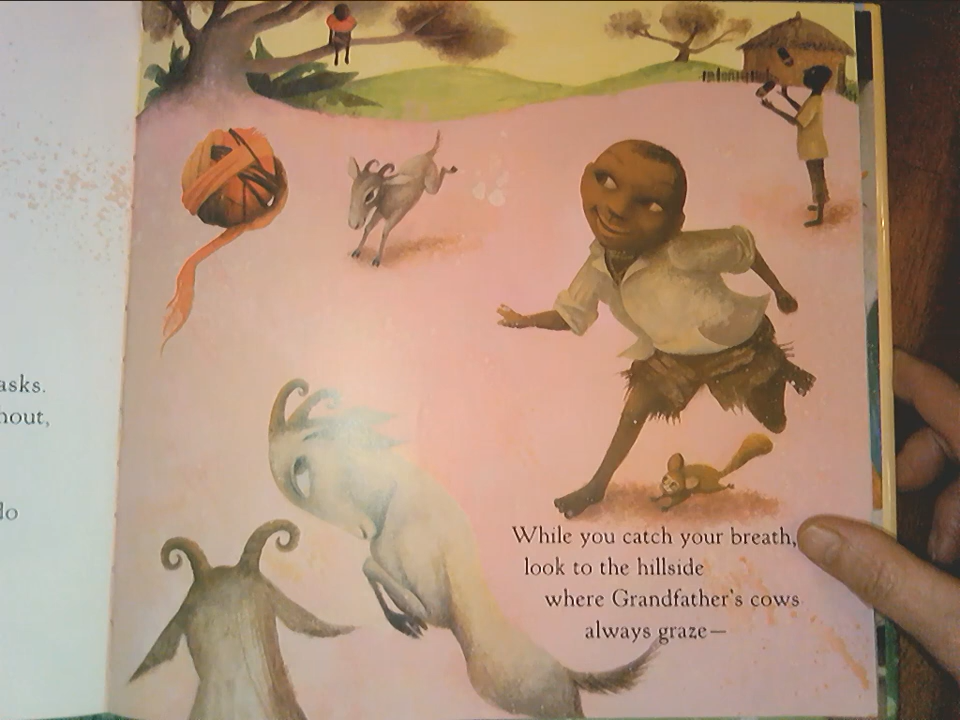 asks.
hout,
do
While you catch your breath,
look to the hillside
where Grandfather's cows
always graze—